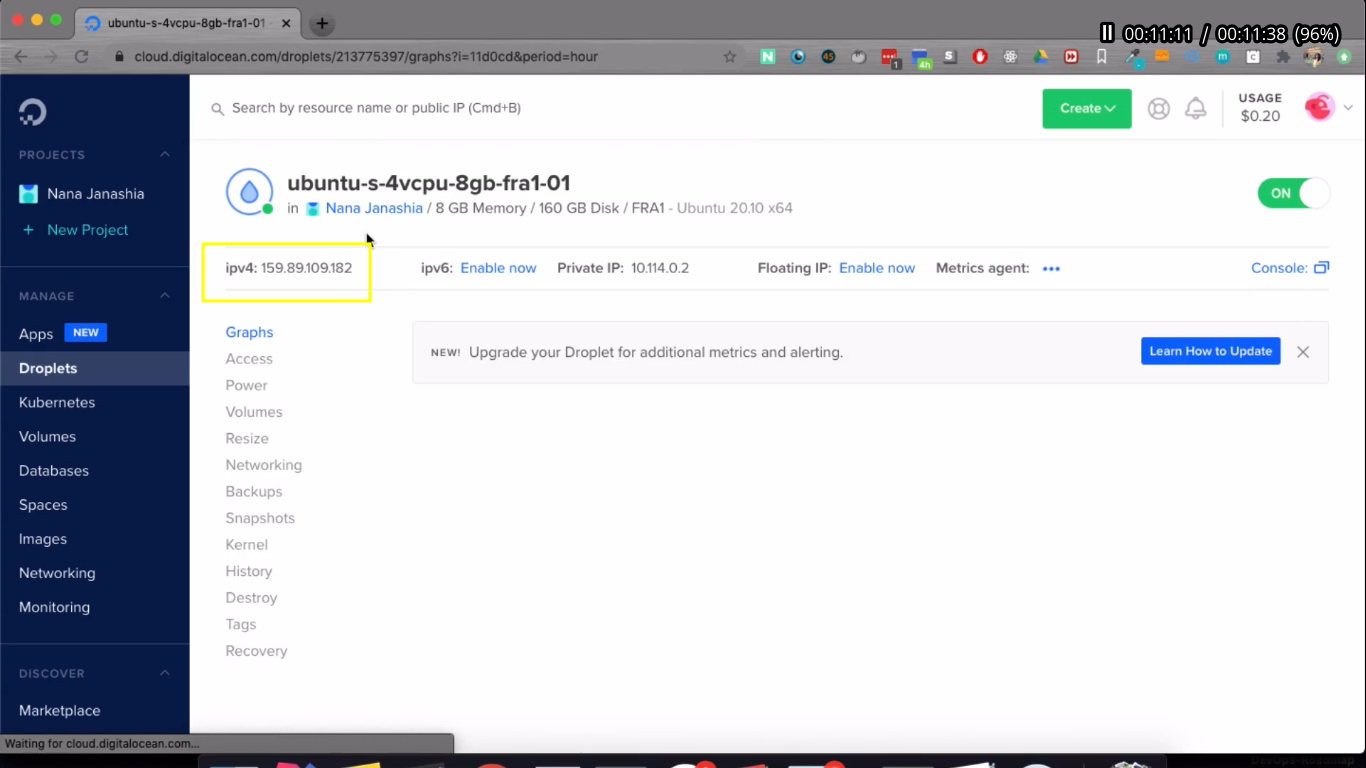 ubuntu-s-4vcpu-8gb-fra1-01
00:11:11 / 00:11:38 (96%)
cloud.digitalocean.com/droplets/213775397/graphs?i=11d0cd&period=hour
Search by resource name or public IP (Cmd+B)
Create
USAGE
$0.20
PROJECTS
Nana Janashia
+ New Project
MANAGE
Apps NEW
Droplets
Kubernetes
Volumes
Databases
Spaces
Images
Networking
Monitoring
DISCOVER
Marketplace
ubuntu-s-4vcpu-8gb-fra1-01
in Nana Janashia / 8 GB Memory / 160 GB Disk / FRA1 - Ubuntu 20.10 x64
ON
ipv4: 159.89.109.182 ipv6: Enable now Private IP: 10.114.0.2 Floating IP: Enable now Metrics agent: ••• Console:
Graphs
Access
Power
Volumes
Resize
Networking
Backups
Snapshots
Kernel
History
Destroy
Tags
Recovery
NEW! Upgrade your Droplet for additional metrics and alerting.
Learn How to Update
Waiting for cloud.digitalocean.com...
DevOps-Roadmap